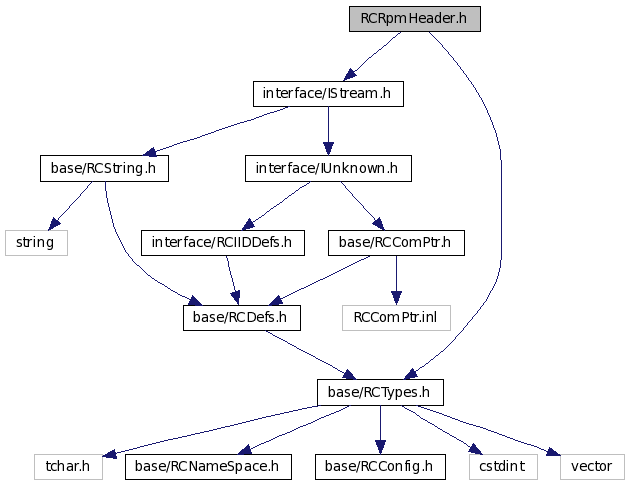 RCRpmHeader.h
interface/IStream.h
base/RCString.h
interface/IUnknown.h
string
interface/RCIIDDefs.h
base/RCComPtr.h
base/RCDefs.h
RCComPtr.inl
base/RCTypes.h
tchar.h
base/RCNameSpace.h
base/RCConfig.h
cstdint
vector